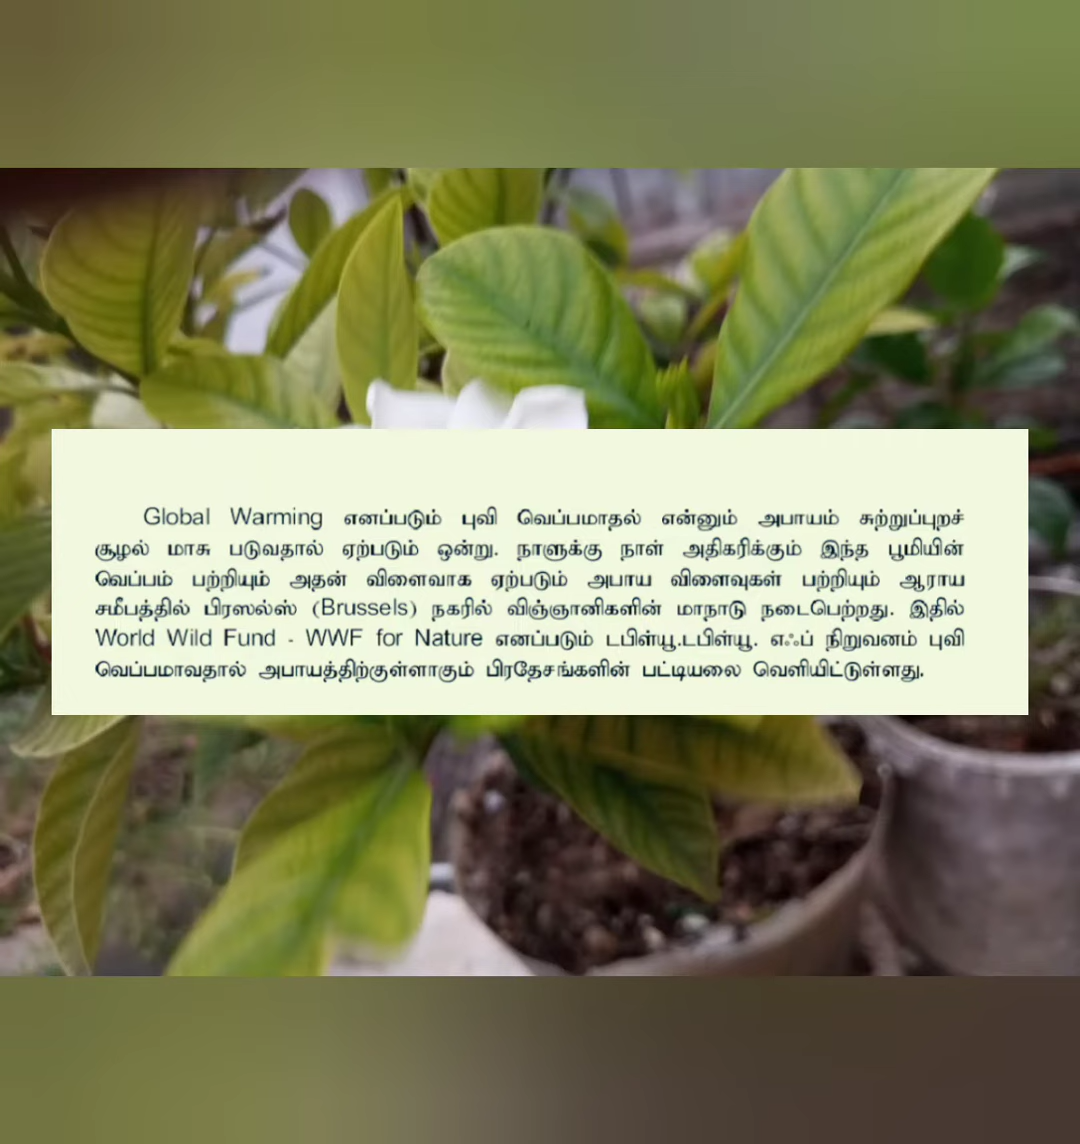 Global Warming எனப்படும் புவி வெப்பமாதல் என்னும் அபாயம் சுற்றுப்புறச்
சூழல் மாசு படுவதால் ஏற்படும் ஒன்று. நாளுக்கு நாள் அதிகரிக்கும் இந்த பூமியின்
வெப்பம் பற்றியும் அதன் விளைவாக ஏற்படும் அபாய விளைவுகள் பற்றியும் ஆராய
சமீபத்தில் பிரஸல்ஸ் (Brussels) நகரில் விஞ்ஞானிகளின் மாநாடு நடைபெற்றது. இதில்
World Wild Fund - WWF for Nature எனப்படும் டபிள்யூ.டபிள்யூ. எஃப் நிறுவனம் புவி
வெப்பமாவதால் அபாயத்திற்குள்ளாகும் பிரதேசங்களின் பட்டியலை வெளியிட்டுள்ளது.